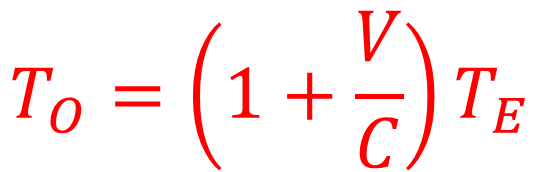 T_O = (1 + V/C) T_E